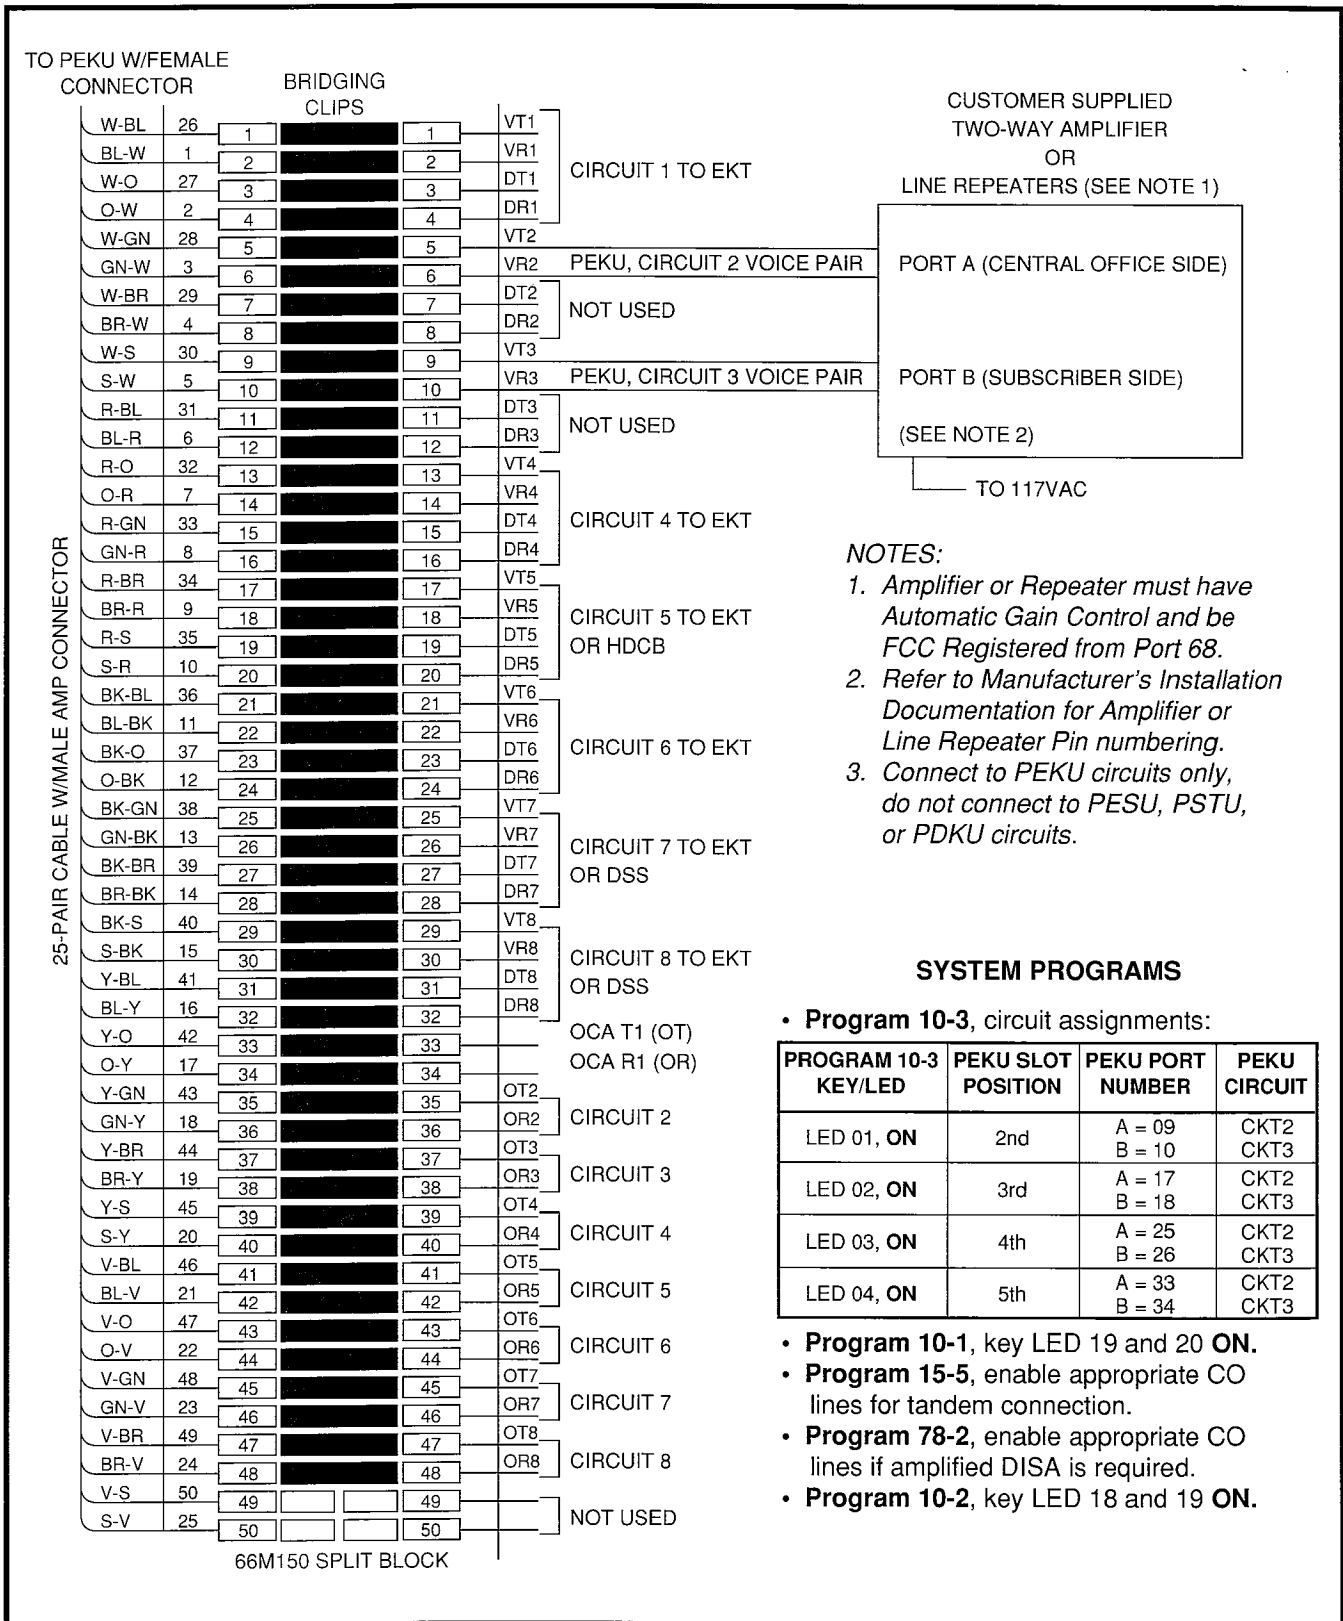 TO PEKU W/FEMALE
CONNECTOR
BRIDGING
CLIPS
25-PAIR CABLE W/MALE AMP CONNECTOR
W-BL 26 1 1 VT1
BL-W 1 2 2 VR1
W-O 27 3 3 DT1
O-W 2 4 4 DR1
CIRCUIT 1 TO EKT
W-GN 28 5 5 VT2
GN-W 3 6 6 VR2
PEKU, CIRCUIT 2 VOICE PAIR
W-BR 29 7 7 DT2
BR-W 4 8 8 DR2
NOT USED
W-S 30 9 9 VT3
S-W 5 10 10 VR3
PEKU, CIRCUIT 3 VOICE PAIR
R-BL 31 11 11 DT3
BL-R 6 12 12 DR3
NOT USED
R-O 32 13 13 VT4
O-R 7 14 14 VR4
R-GN 33 15 15 DT4
GN-R 8 16 16 DR4
CIRCUIT 4 TO EKT
R-BR 34 17 17 VT5
BR-R 9 18 18 VR5
R-S 35 19 19 DT5
S-R 10 20 20 DR5
CIRCUIT 5 TO EKT
OR HDCB
BK-BL 36 21 21 VT6
BL-BK 11 22 22 VR6
BK-O 37 23 23 DT6
O-BK 12 24 24 DR6
CIRCUIT 6 TO EKT
BK-GN 38 25 25 VT7
GN-BK 13 26 26 VR7
BK-BR 39 27 27 DT7
BR-BK 14 28 28 DR7
CIRCUIT 7 TO EKT
OR DSS
BK-S 40 29 29 VT8
S-BK 15 30 30 VR8
Y-BL 41 31 31 DT8
BL-Y 16 32 32 DR8
CIRCUIT 8 TO EKT
OR DSS
Y-O 42 33 33 OCA T1 (OT)
O-Y 17 34 34 OCA R1 (OR)
Y-GN 43 35 35 OT2
GN-Y 18 36 36 OR2
CIRCUIT 2
Y-BR 44 37 37 OT3
BR-Y 19 38 38 OR3
CIRCUIT 3
Y-S 45 39 39 OT4
S-Y 20 40 40 OR4
CIRCUIT 4
V-BL 46 41 41 OT5
BL-V 21 42 42 OR5
CIRCUIT 5
V-O 47 43 43 OT6
O-V 22 44 44 OR6
CIRCUIT 6
V-GN 48 45 45 OT7
GN-V 23 46 46 OR7
CIRCUIT 7
V-BR 49 47 47 OT8
BR-V 24 48 48 OR8
CIRCUIT 8
V-S 50 49 49
S-V 25 50 50
NOT USED
66M150 SPLIT BLOCK
CUSTOMER SUPPLIED
TWO-WAY AMPLIFIER
OR
LINE REPEATERS (SEE NOTE 1)
PORT A (CENTRAL OFFICE SIDE)
PORT B (SUBSCRIBER SIDE)
(SEE NOTE 2)
TO 117VAC
NOTES:
1. Amplifier or Repeater must have
Automatic Gain Control and be
FCC Registered from Port 68.
2. Refer to Manufacturer's Installation
Documentation for Amplifier or
Line Repeater Pin numbering.
3. Connect to PEKU circuits only,
do not connect to PESU, PSTU,
or PDKU circuits.
SYSTEM PROGRAMS
• Program 10-3, circuit assignments:
PROGRAM 10-3 KEY/LED PEKU SLOT POSITION PEKU PORT NUMBER PEKU CIRCUIT
LED 01, ON 2nd A = 09 CKT2
B = 10 CKT3
LED 02, ON 3rd A = 17 CKT2
B = 18 CKT3
LED 03, ON 4th A = 25 CKT2
B = 26 CKT3
LED 04, ON 5th A = 33 CKT2
B = 34 CKT3
• Program 10-1, key LED 19 and 20 ON.
• Program 15-5, enable appropriate CO
lines for tandem connection.
• Program 78-2, enable appropriate CO
lines if amplified DISA is required.
• Program 10-2, key LED 18 and 19 ON.